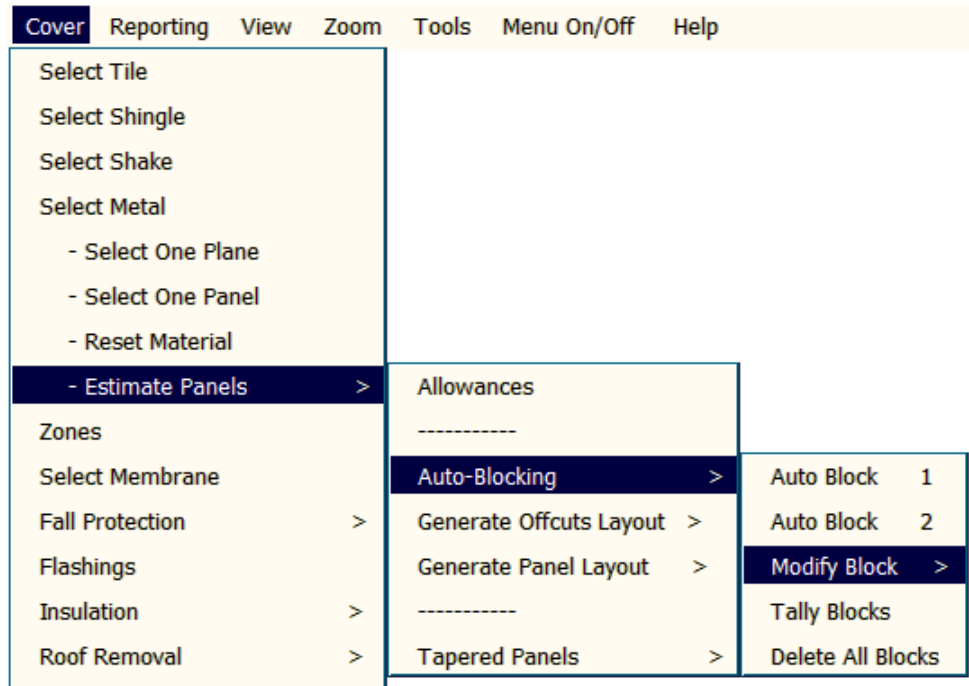 Cover Reporting View Zoom Tools Menu On/Off Help
Select Tile
Select Shingle
Select Shake
Select Metal
- Select One Plane
- Select One Panel
- Reset Material
- Estimate Panels >
Zones
Select Membrane
Fall Protection >
Flashings
Insulation >
Roof Removal >
Allowances
-----------
Auto-Blocking >
Generate Offcuts Layout >
Generate Panel Layout >
-----------
Tapered Panels >
Auto Block 1
Auto Block 2
Modify Block >
Tally Blocks
Delete All Blocks